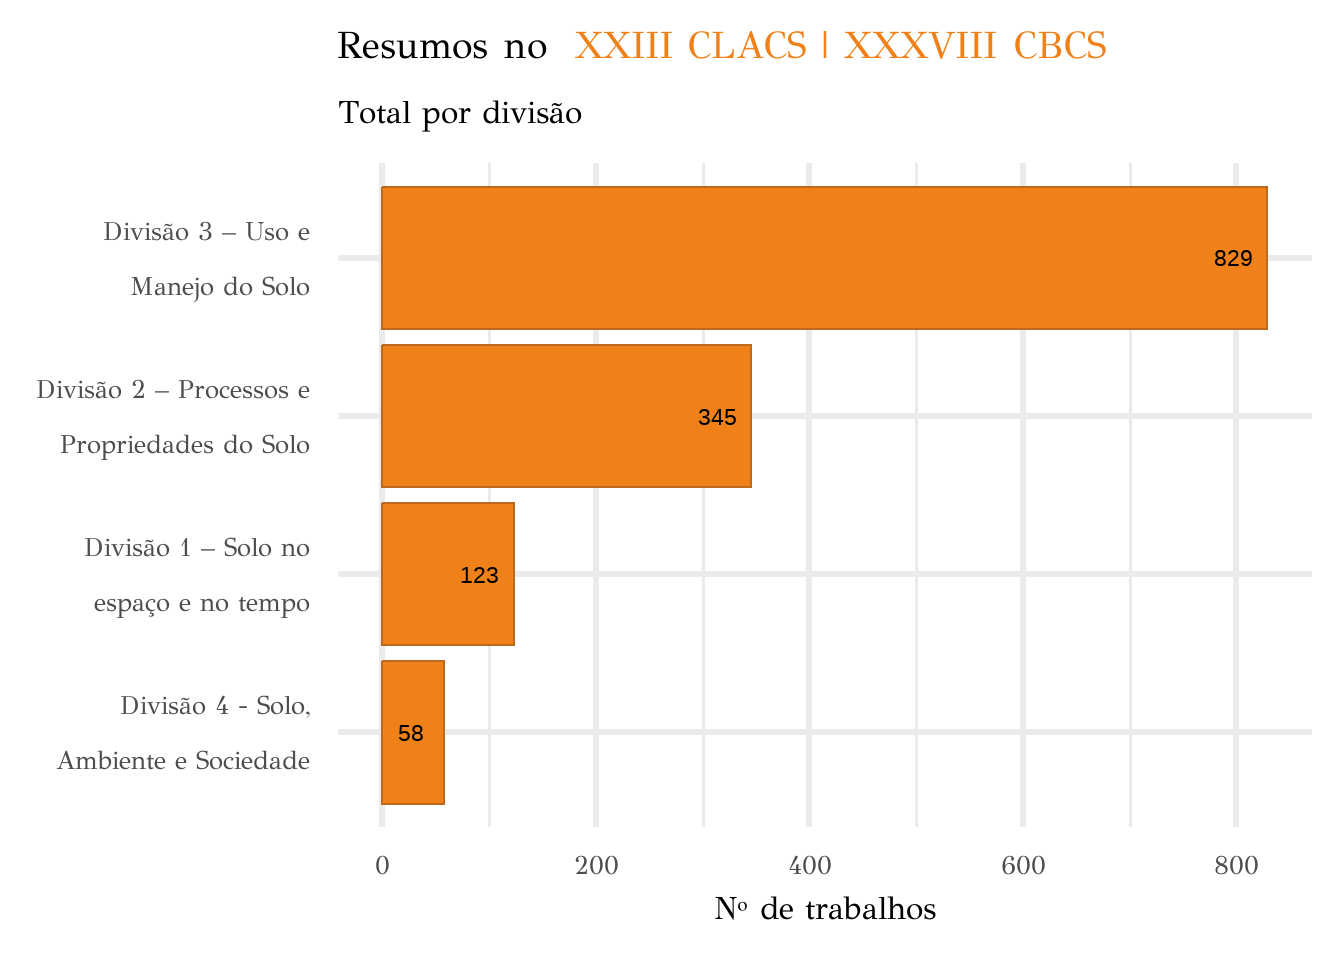 Resumos no XXIII CLACS | XXXVIII CBCS
Total por divisão
Divisão 3 – Uso e
Manejo do Solo
829
Divisão 2 – Processos e
Propriedades do Solo
345
Divisão 1 – Solo no
espaço e no tempo
123
Divisão 4 - Solo,
Ambiente e Sociedade
58
0 200 400 600 800
Nº de trabalhos